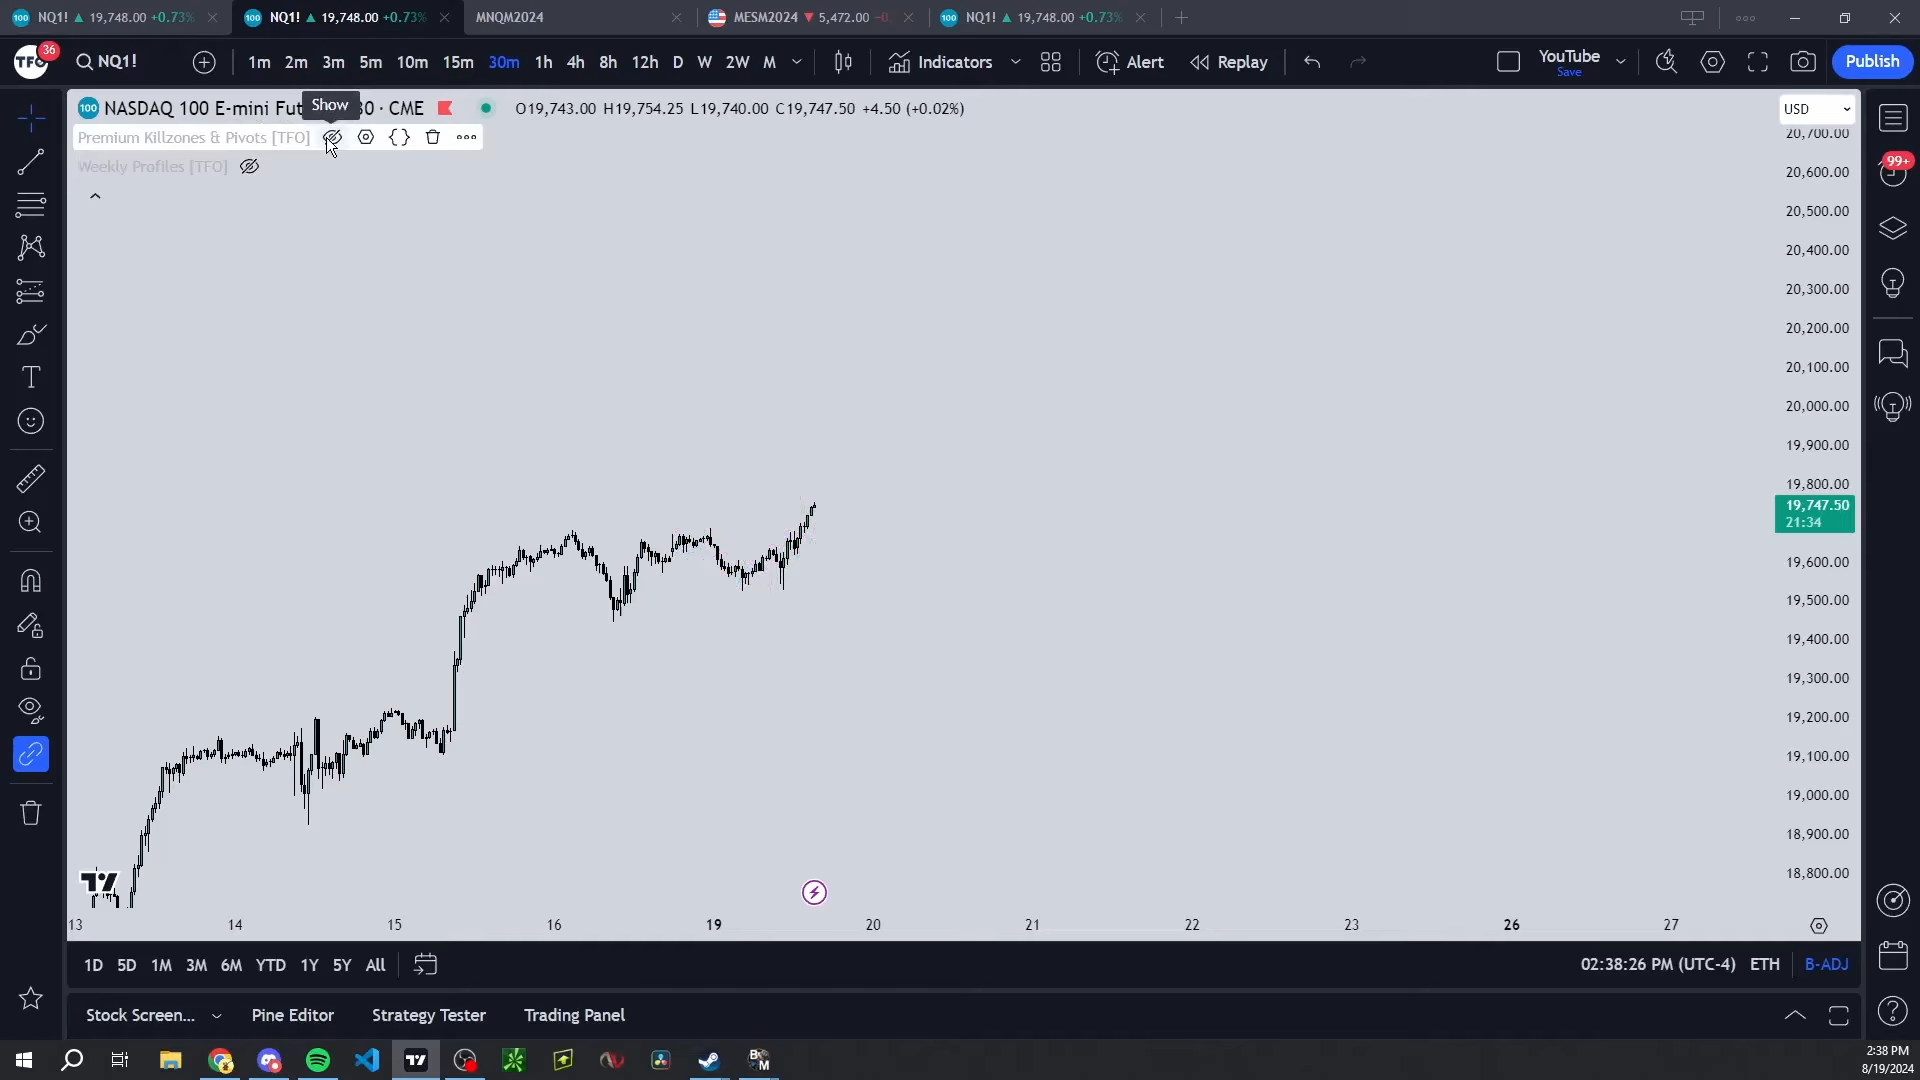 NQ1! ▲ 19,748.00 +0.73%
NQ1! ▲ 19,748.00 +0.73%
MNQM2024
MESM2024 ▼ 5,472.00 −0.
NQ1! ▲ 19,748.00 +0.73%
TFO
36
NQ1!
1m 2m 3m 5m 10m 15m 30m 1h 4h 8h 12h D W 2W M
Indicators
Alert
Replay
YouTube
Save
Publish
100 NASDAQ 100 E-mini Fut
Show
30 · CME
O19,743.00 H19,754.25 L19,740.00 C19,747.50 +4.50 (+0.02%)
USD
Premium Killzones & Pivots [TFO]
Weekly Profiles [TFO]
99+
20,700.00
20,600.00
20,500.00
20,400.00
20,300.00
20,200.00
20,100.00
20,000.00
19,900.00
19,800.00
19,747.50
21:34
19,600.00
19,500.00
19,400.00
19,300.00
19,200.00
19,100.00
19,000.00
18,900.00
18,800.00
13 14 15 16 19 20 21 22 23 26 27
1D 5D 1M 3M 6M YTD 1Y 5Y All
02:38:26 PM (UTC-4) ETH B-ADJ
Stock Screen... Pine Editor Strategy Tester Trading Panel
2:38 PM
8/19/2024